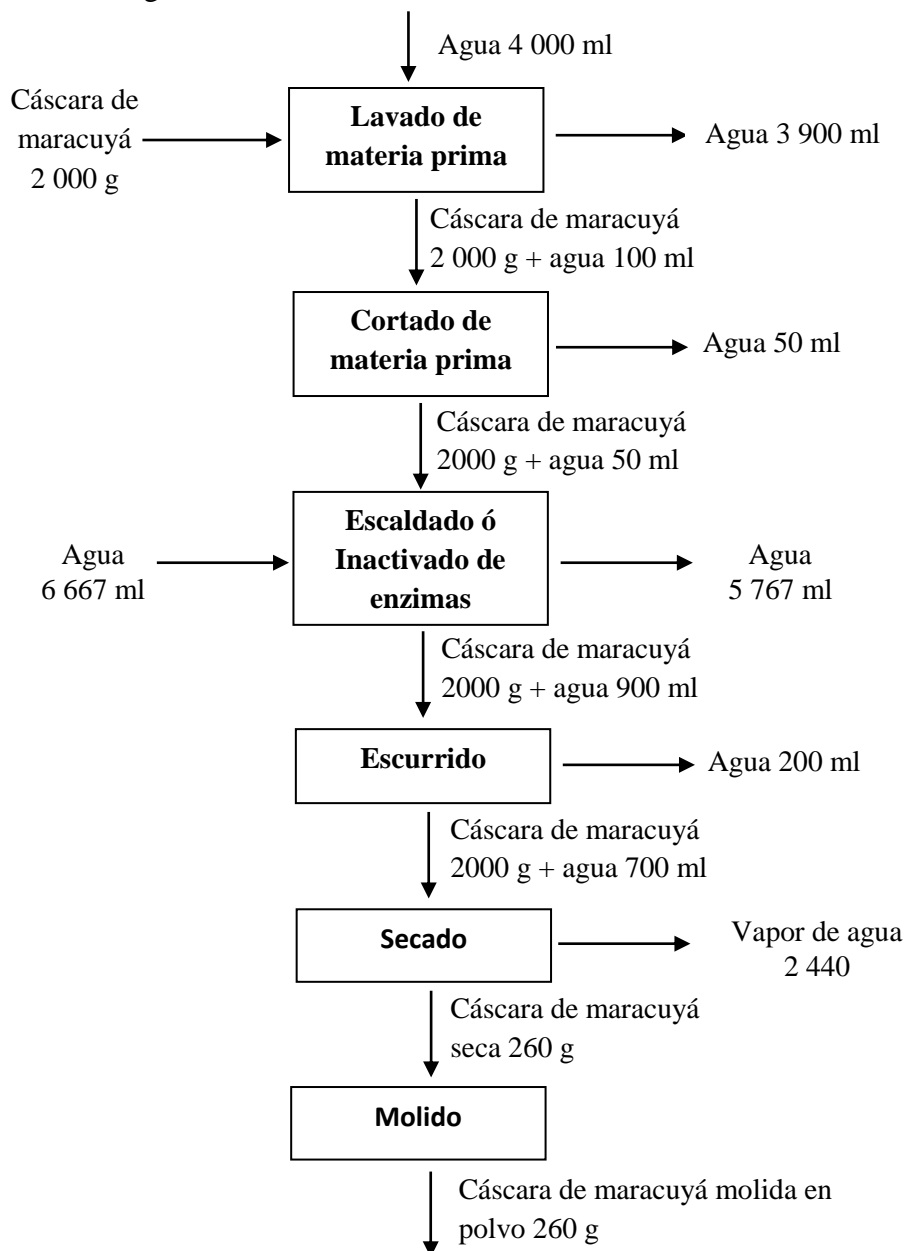 Agua 4 000 ml
Cáscara de
maracuyá
2 000 g
Lavado de
materia prima
Agua 3 900 ml
Cáscara de maracuyá
2 000 g + agua 100 ml
Cortado de
materia prima
Agua 50 ml
Cáscara de maracuyá
2000 g + agua 50 ml
Agua
6 667 ml
Escaldado ó
Inactivado de
enzimas
Agua
5 767 ml
Cáscara de maracuyá
2000 g + agua 900 ml
Escurrido
Agua 200 ml
Cáscara de maracuyá
2000 g + agua 700 ml
Secado
Vapor de agua
2 440
Cáscara de maracuyá
seca 260 g
Molido
Cáscara de maracuyá molida en
polvo 260 g